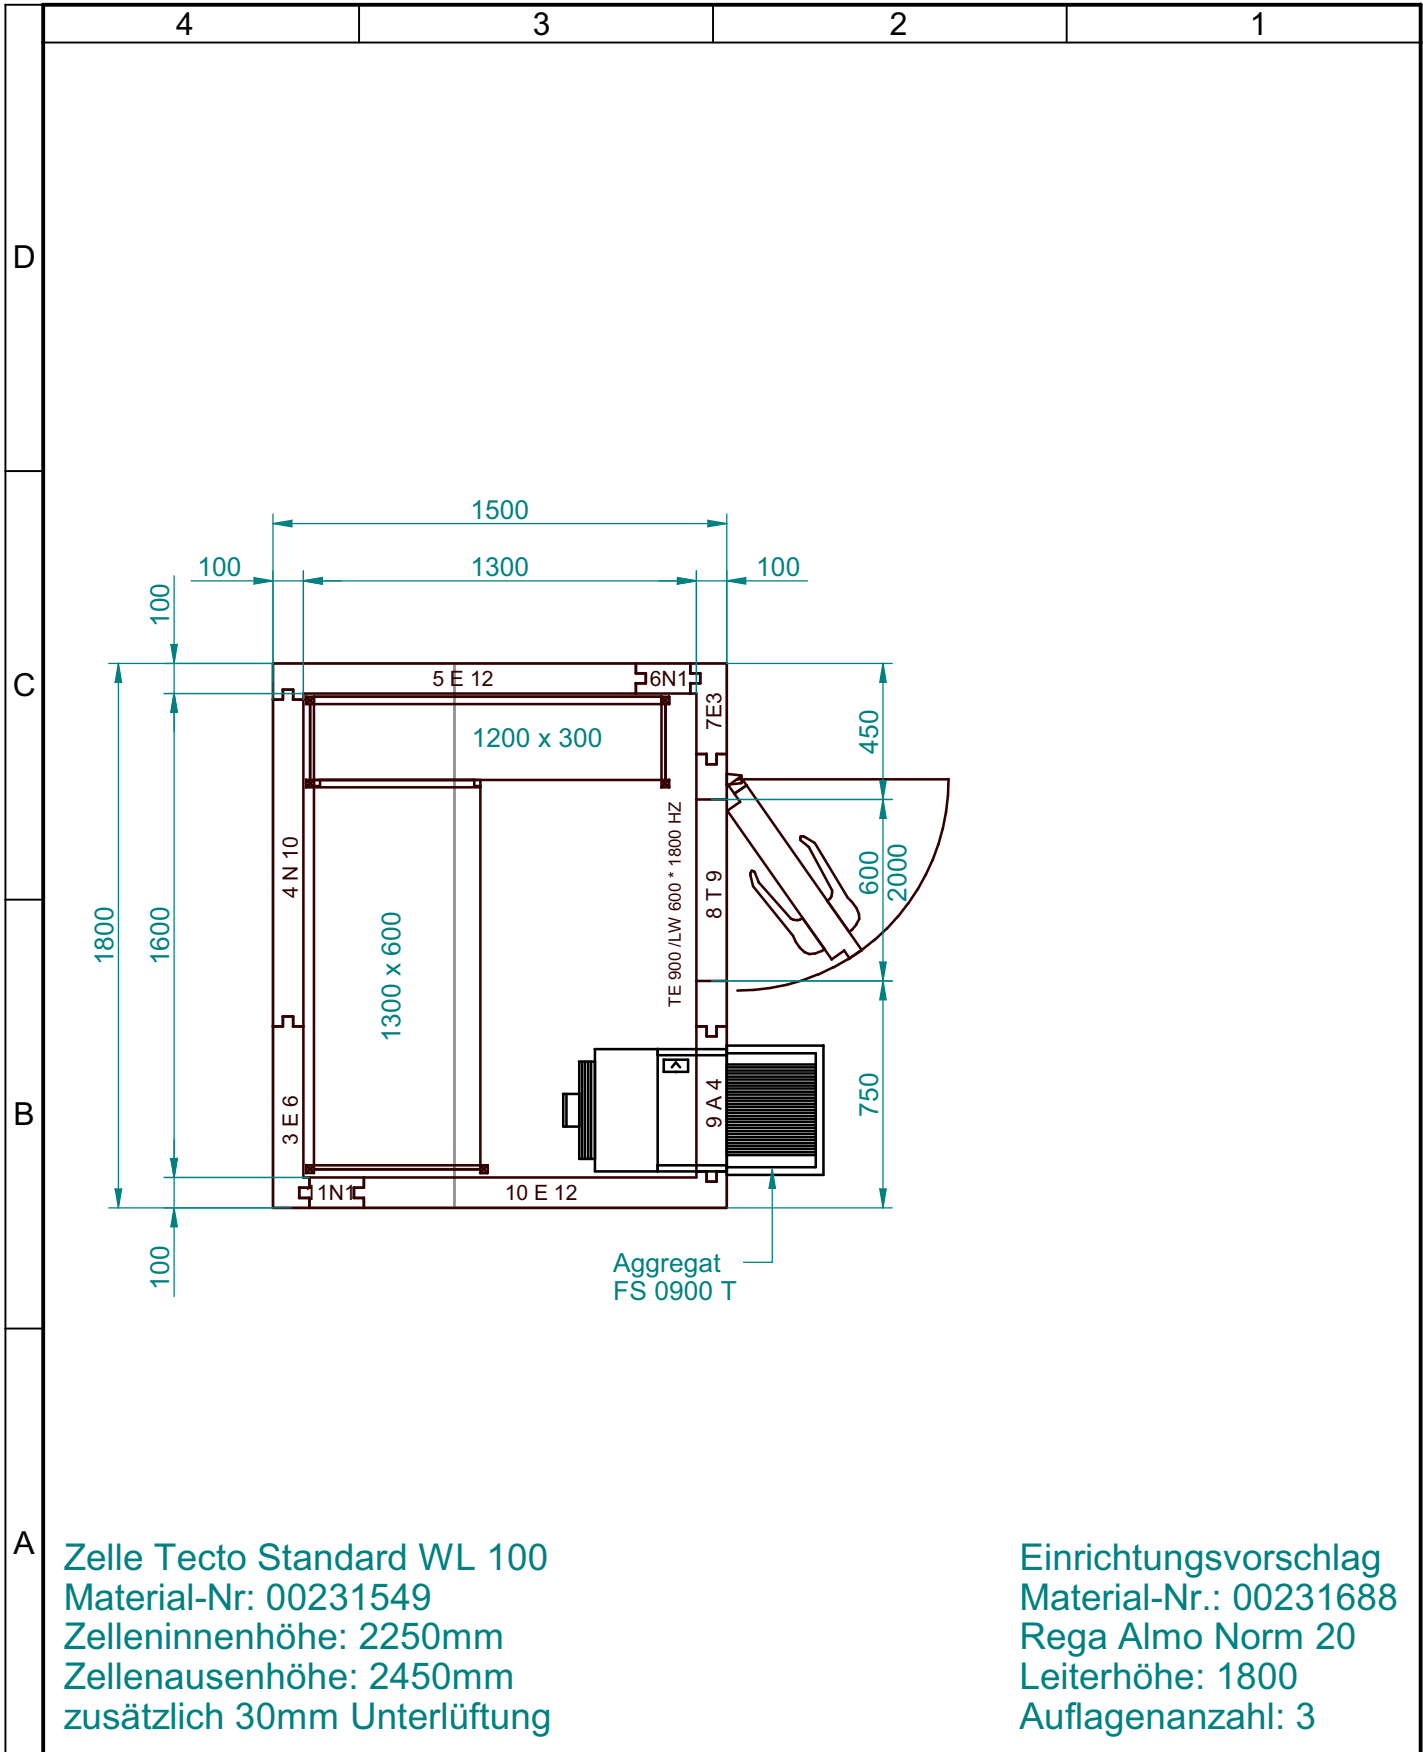 4
3
2
1
D
C
B
A
1500
100
1300
100
100
1800
1600
100
5 E 12
6N1
7E3
1200 x 300
4 N 10
1300 x 600
TE 900 /LW 600 * 1800 HZ
8 T 9
450
600
2000
750
3 E 6
9 A 4
1N1
10 E 12
Aggregat
FS 0900 T
Zelle Tecto Standard WL 100
Material-Nr: 00231549
Zelleninnenhöhe: 2250mm
Zellenausenhöhe: 2450mm
zusätzlich 30mm Unterlüftung
Einrichtungsvorschlag
Material-Nr.: 00231688
Rega Almo Norm 20
Leiterhöhe: 1800
Auflagenanzahl: 3